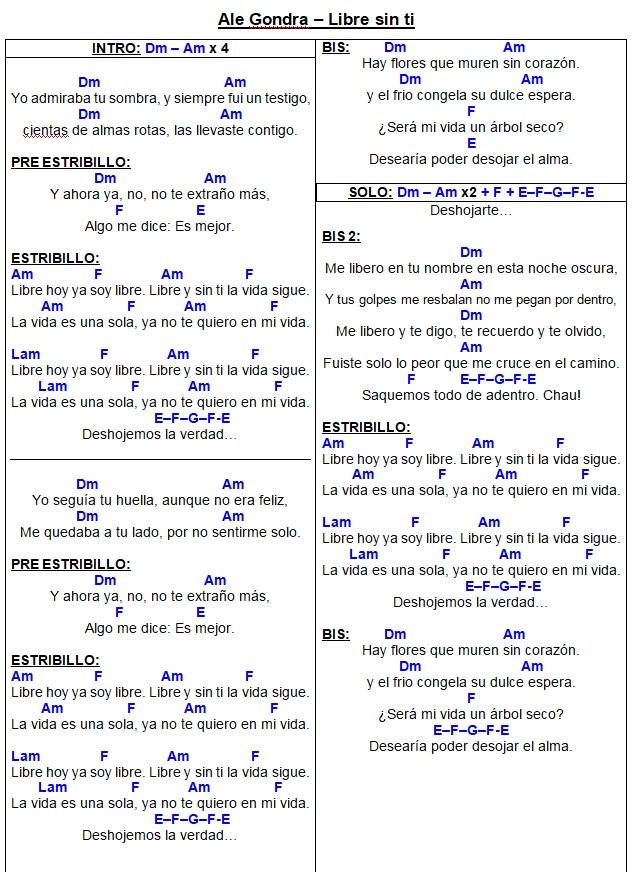 Ale Gondra – Libre sin ti
INTRO: Dm – Am x 4
Dm Am
Yo admiraba tu sombra, y siempre fui un testigo,
Dm Am
cientas de almas rotas, las llevaste contigo.
PRE ESTRIBILLO:
Dm Am
Y ahora ya, no, no te extraño más,
F E
Algo me dice: Es mejor.
ESTRIBILLO:
Am F Am F
Libre hoy ya soy libre. Libre y sin ti la vida sigue.
Am F Am F
La vida es una sola, ya no te quiero en mi vida.
Lam F Am F
Libre hoy ya soy libre. Libre y sin ti la vida sigue.
Lam F Am F
La vida es una sola, ya no te quiero en mi vida.
E–F–G–F-E
Deshojemos la verdad…
Dm Am
Yo seguía tu huella, aunque no era feliz,
Dm Am
Me quedaba a tu lado, por no sentirme solo.
PRE ESTRIBILLO:
Dm Am
Y ahora ya, no, no te extraño más,
F E
Algo me dice: Es mejor.
ESTRIBILLO:
Am F Am F
Libre hoy ya soy libre. Libre y sin ti la vida sigue.
Am F Am F
La vida es una sola, ya no te quiero en mi vida.
Lam F Am F
Libre hoy ya soy libre. Libre y sin ti la vida sigue.
Lam F Am F
La vida es una sola, ya no te quiero en mi vida.
E–F–G–F-E
Deshojemos la verdad…
BIS: Dm Am
Hay flores que muren sin corazón.
Dm Am
y el frio congela su dulce espera.
F
¿Será mi vida un árbol seco?
E
Desearía poder desojar el alma.
SOLO: Dm – Am x2 + F + E–F–G–F-E
Deshojarte…
BIS 2:
Dm
Me libero en tu nombre en esta noche oscura,
Am
Y tus golpes me resbalan no me pegan por dentro,
Dm
Me libero y te digo, te recuerdo y te olvido,
Am
Fuiste solo lo peor que me cruce en el camino.
F E–F–G–F-E
Saquemos todo de adentro. Chau!
ESTRIBILLO:
Am F Am F
Libre hoy ya soy libre. Libre y sin ti la vida sigue.
Am F Am F
La vida es una sola, ya no te quiero en mi vida.
Lam F Am F
Libre hoy ya soy libre. Libre y sin ti la vida sigue.
Lam F Am F
La vida es una sola, ya no te quiero en mi vida.
E–F–G–F-E
Deshojemos la verdad…
BIS: Dm Am
Hay flores que muren sin corazón.
Dm Am
y el frio congela su dulce espera.
F
¿Será mi vida un árbol seco?
E–F–G–F-E
Desearía poder desojar el alma.